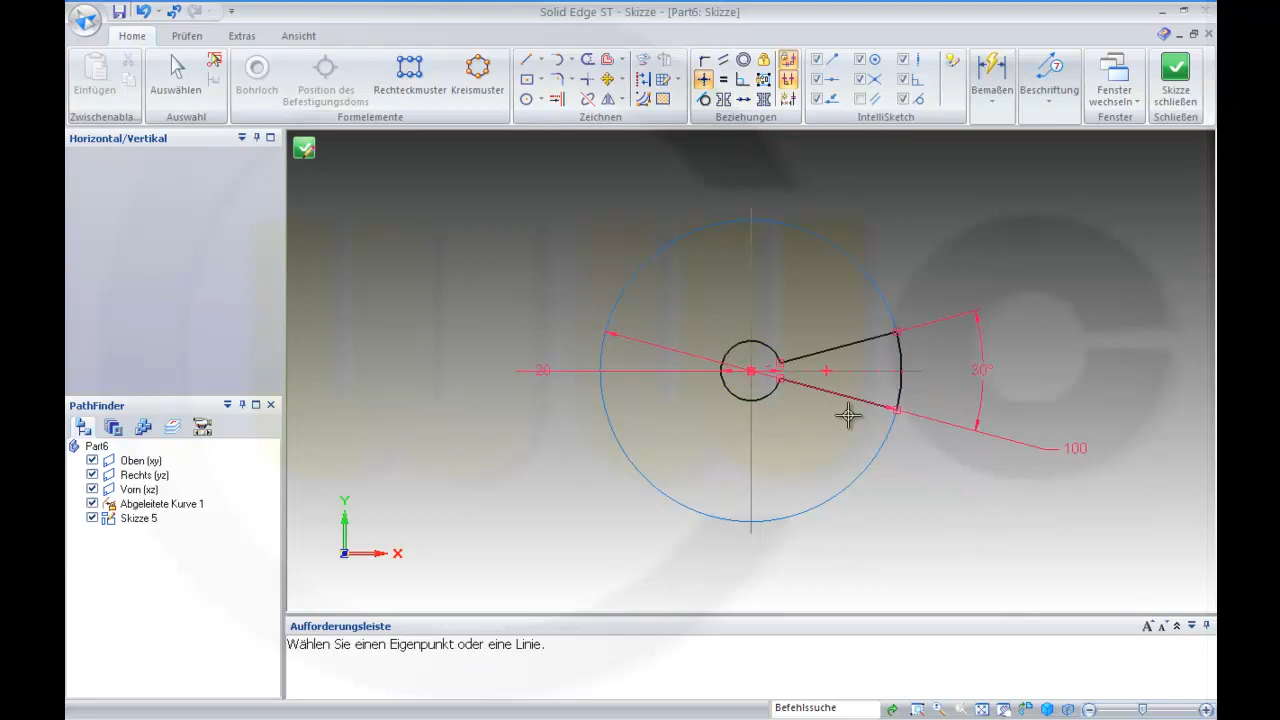 Solid Edge ST - Skizze - [Part6: Skizze]
Home Prüfen Extras Ansicht
Einfügen
Auswählen
Bohrloch
Position des Befestigungsdoms
Rechteckmuster
Kreismuster
Bemaßen
Beschriftung
Fenster wechseln
Skizze schließen
Zwischenabla... Auswahl Formelemente Zeichnen Beziehungen IntelliSketch Fenster Schließen
Horizontal/Vertikal
20
30°
100
PathFinder
Part6
Oben (xy)
Rechts (yz)
Vorn (xz)
Abgeleitete Kurve 1
Skizze 5
Y
X
Aufforderungsleiste
Wählen Sie einen Eigenpunkt oder eine Linie.
Befehlssuche